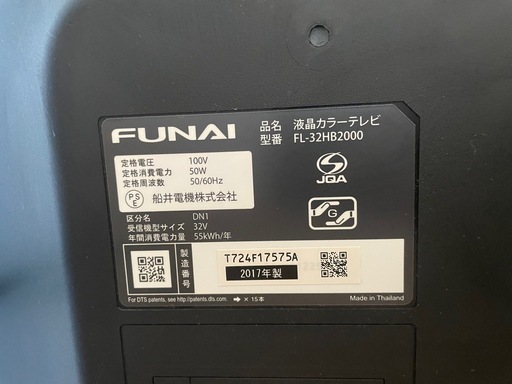 FUNAI
品名 液晶カラーテレビ
型番 FL-32HB2000
定格電圧 100V
定格消費電力 50W
定格周波数 50/60Hz
PSE
船井電機株式会社
JQA
G
区分名 DN1
受信機型サイズ 32V
年間消費電力量 55kWh/年
製造番号
T724F17575A
2017年製
For DTS patents, see http://patents.dts.com. → × 15本
Made in Thailand